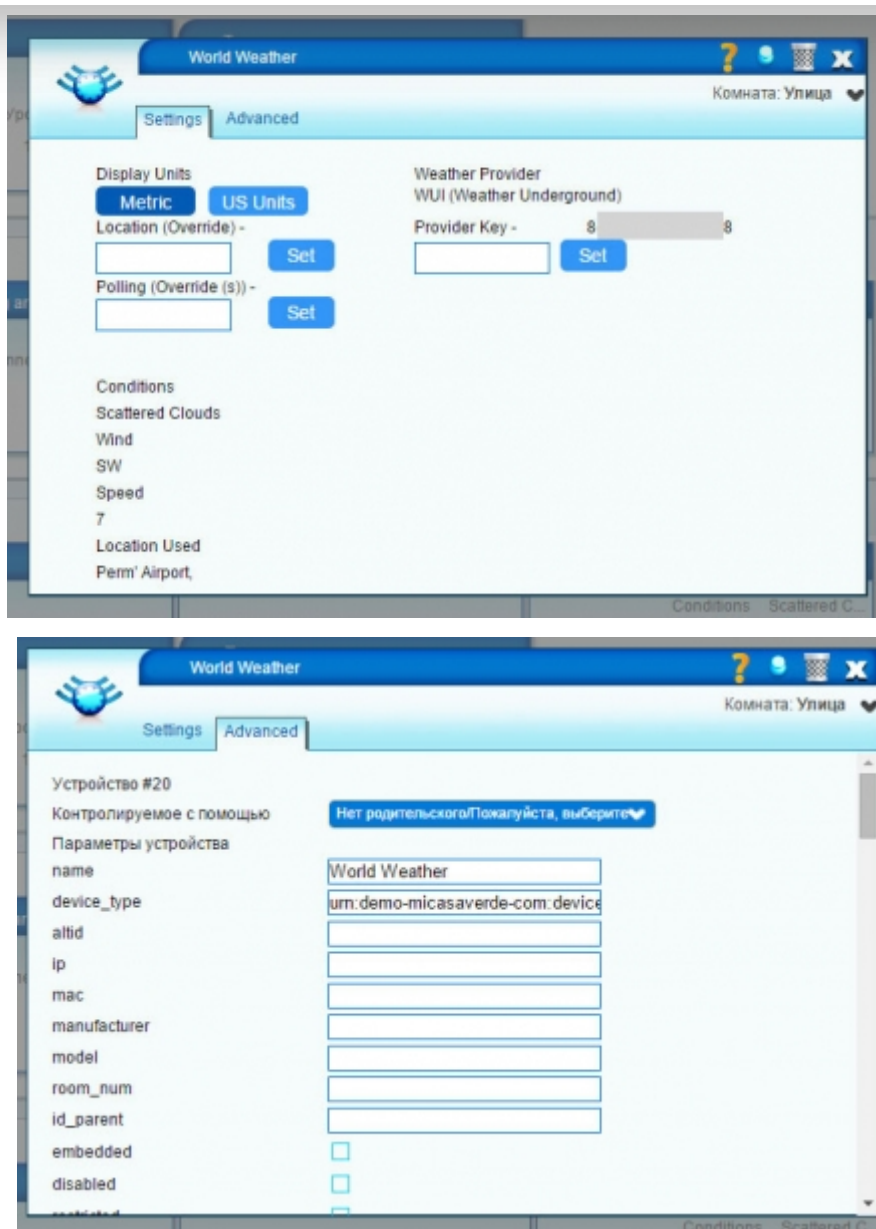 World Weather
Комната: Улица
Settings Advanced
Display Units Weather Provider
Metric US Units WUI (Weather Underground)
Location (Override) - Provider Key - 8 8
Set Set
Polling (Override (s)) -
Set
Conditions
Scattered Clouds
Wind
SW
Speed
7
Location Used
Perm' Airport,
Conditions Scattered C...
World Weather
Комната: Улица
Settings Advanced
Устройство #20
Контролируемое с помощью Нет родительского/Пожалуйста, выберите
Параметры устройства
name World Weather
device_type urn:demo-micasaverde-com:device
altid
ip
mac
manufacturer
model
room_num
id_parent
embedded
disabled
Conditions Scattered C